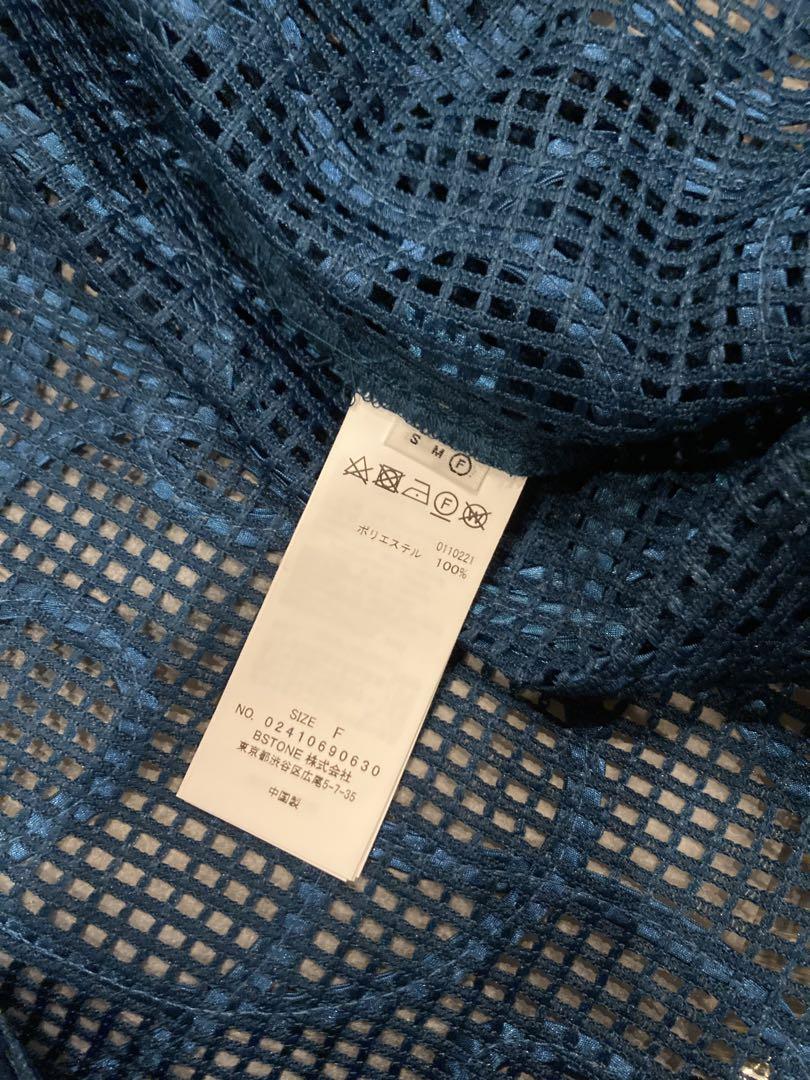 S M F
0110221
ポリエステル 100%
SIZE F
NO. 02410690630
BSTONE 株式会社
東京都渋谷区広尾5-7-35
中国製